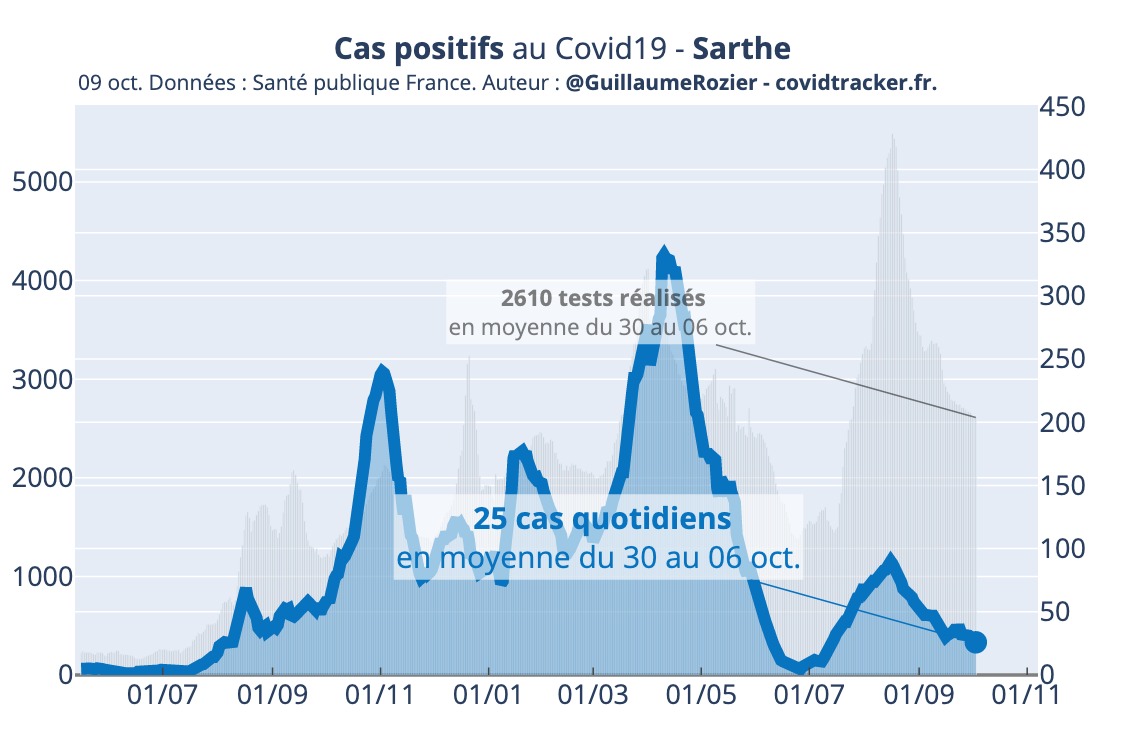 Cas positifs au Covid19 - Sarthe
09 oct. Données : Santé publique France. Auteur : @GuillaumeRozier - covidtracker.fr.
450
400
5000
350
4000
300
2610 tests réalisés
en moyenne du 30 au 06 oct.
250
3000
200
2000
150
25 cas quotidiens
en moyenne du 30 au 06 oct.
100
1000
50
0
0
01/07 01/09 01/11 01/01 01/03 01/05 01/07 01/09 01/11